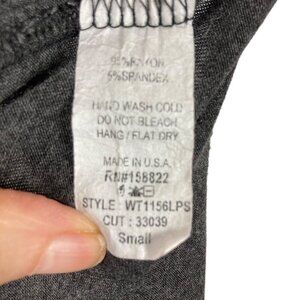 95%RAYON
5%SPANDEX
HAND WASH COLD
DO NOT BLEACH
HANG / FLAT DRY
MADE IN U.S.A.
RN#158822
STYLE : WT1156LPS
CUT : 33039
Small